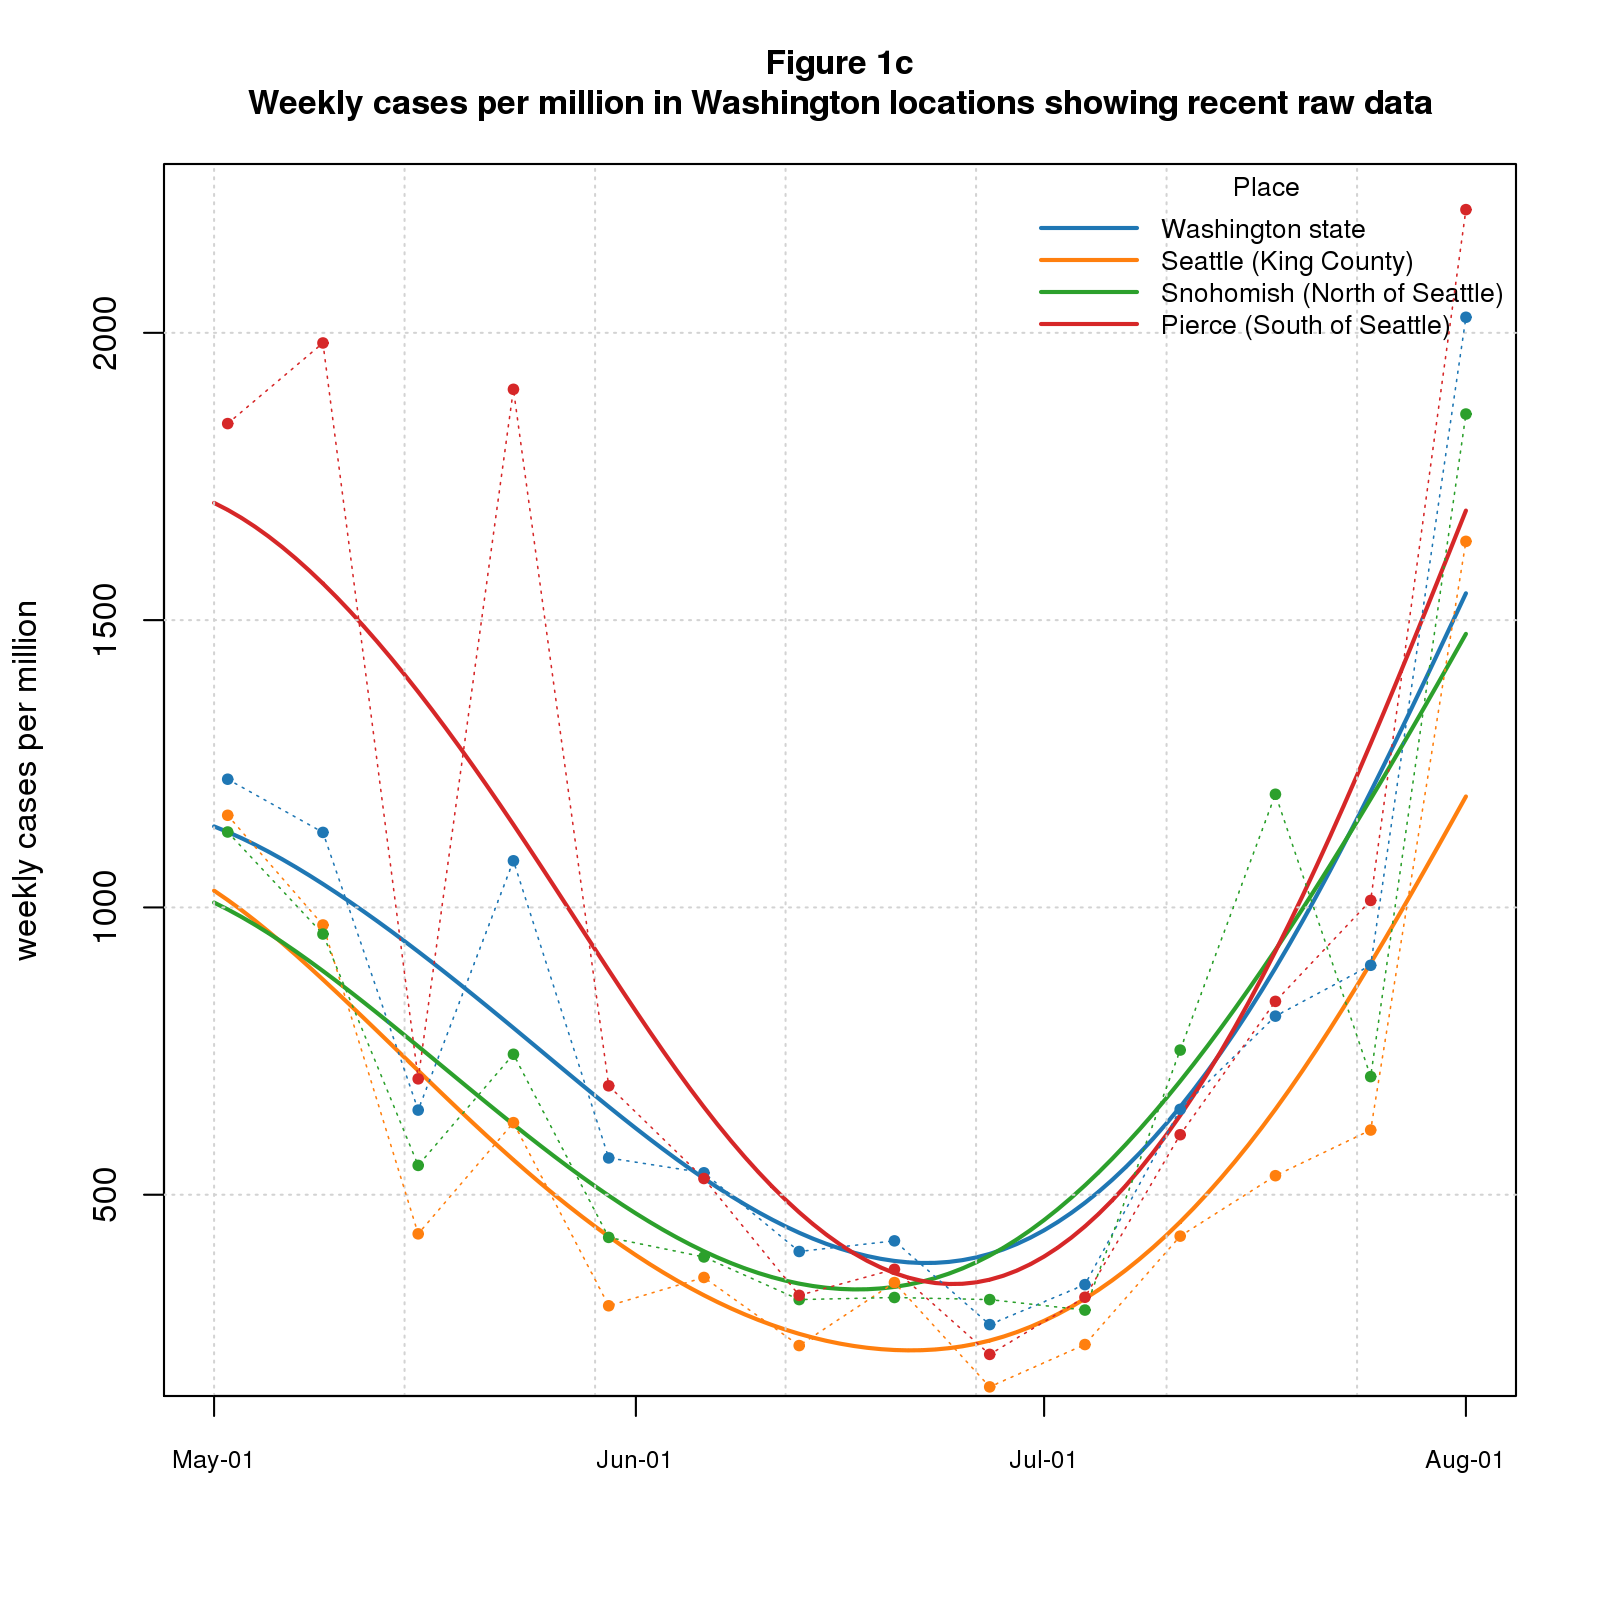 Figure 1c
Weekly cases per million in Washington locations showing recent raw data
Place
Washington state
Seattle (King County)
Snohomish (North of Seattle)
Pierce (South of Seattle)
weekly cases per million
2000
1500
1000
500
May-01
Jun-01
Jul-01
Aug-01